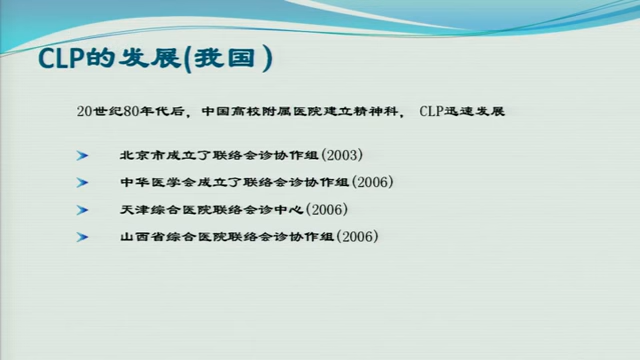 CLP的发展(我国)
20世纪80年代后，中国高校附属医院建立精神科， CLP迅速发展
北京市成立了联络会诊协作组(2003)
中华医学会成立了联络会诊协作组(2006)
天津综合医院联络会诊中心(2006)
山西省综合医院联络会诊协作组(2006)